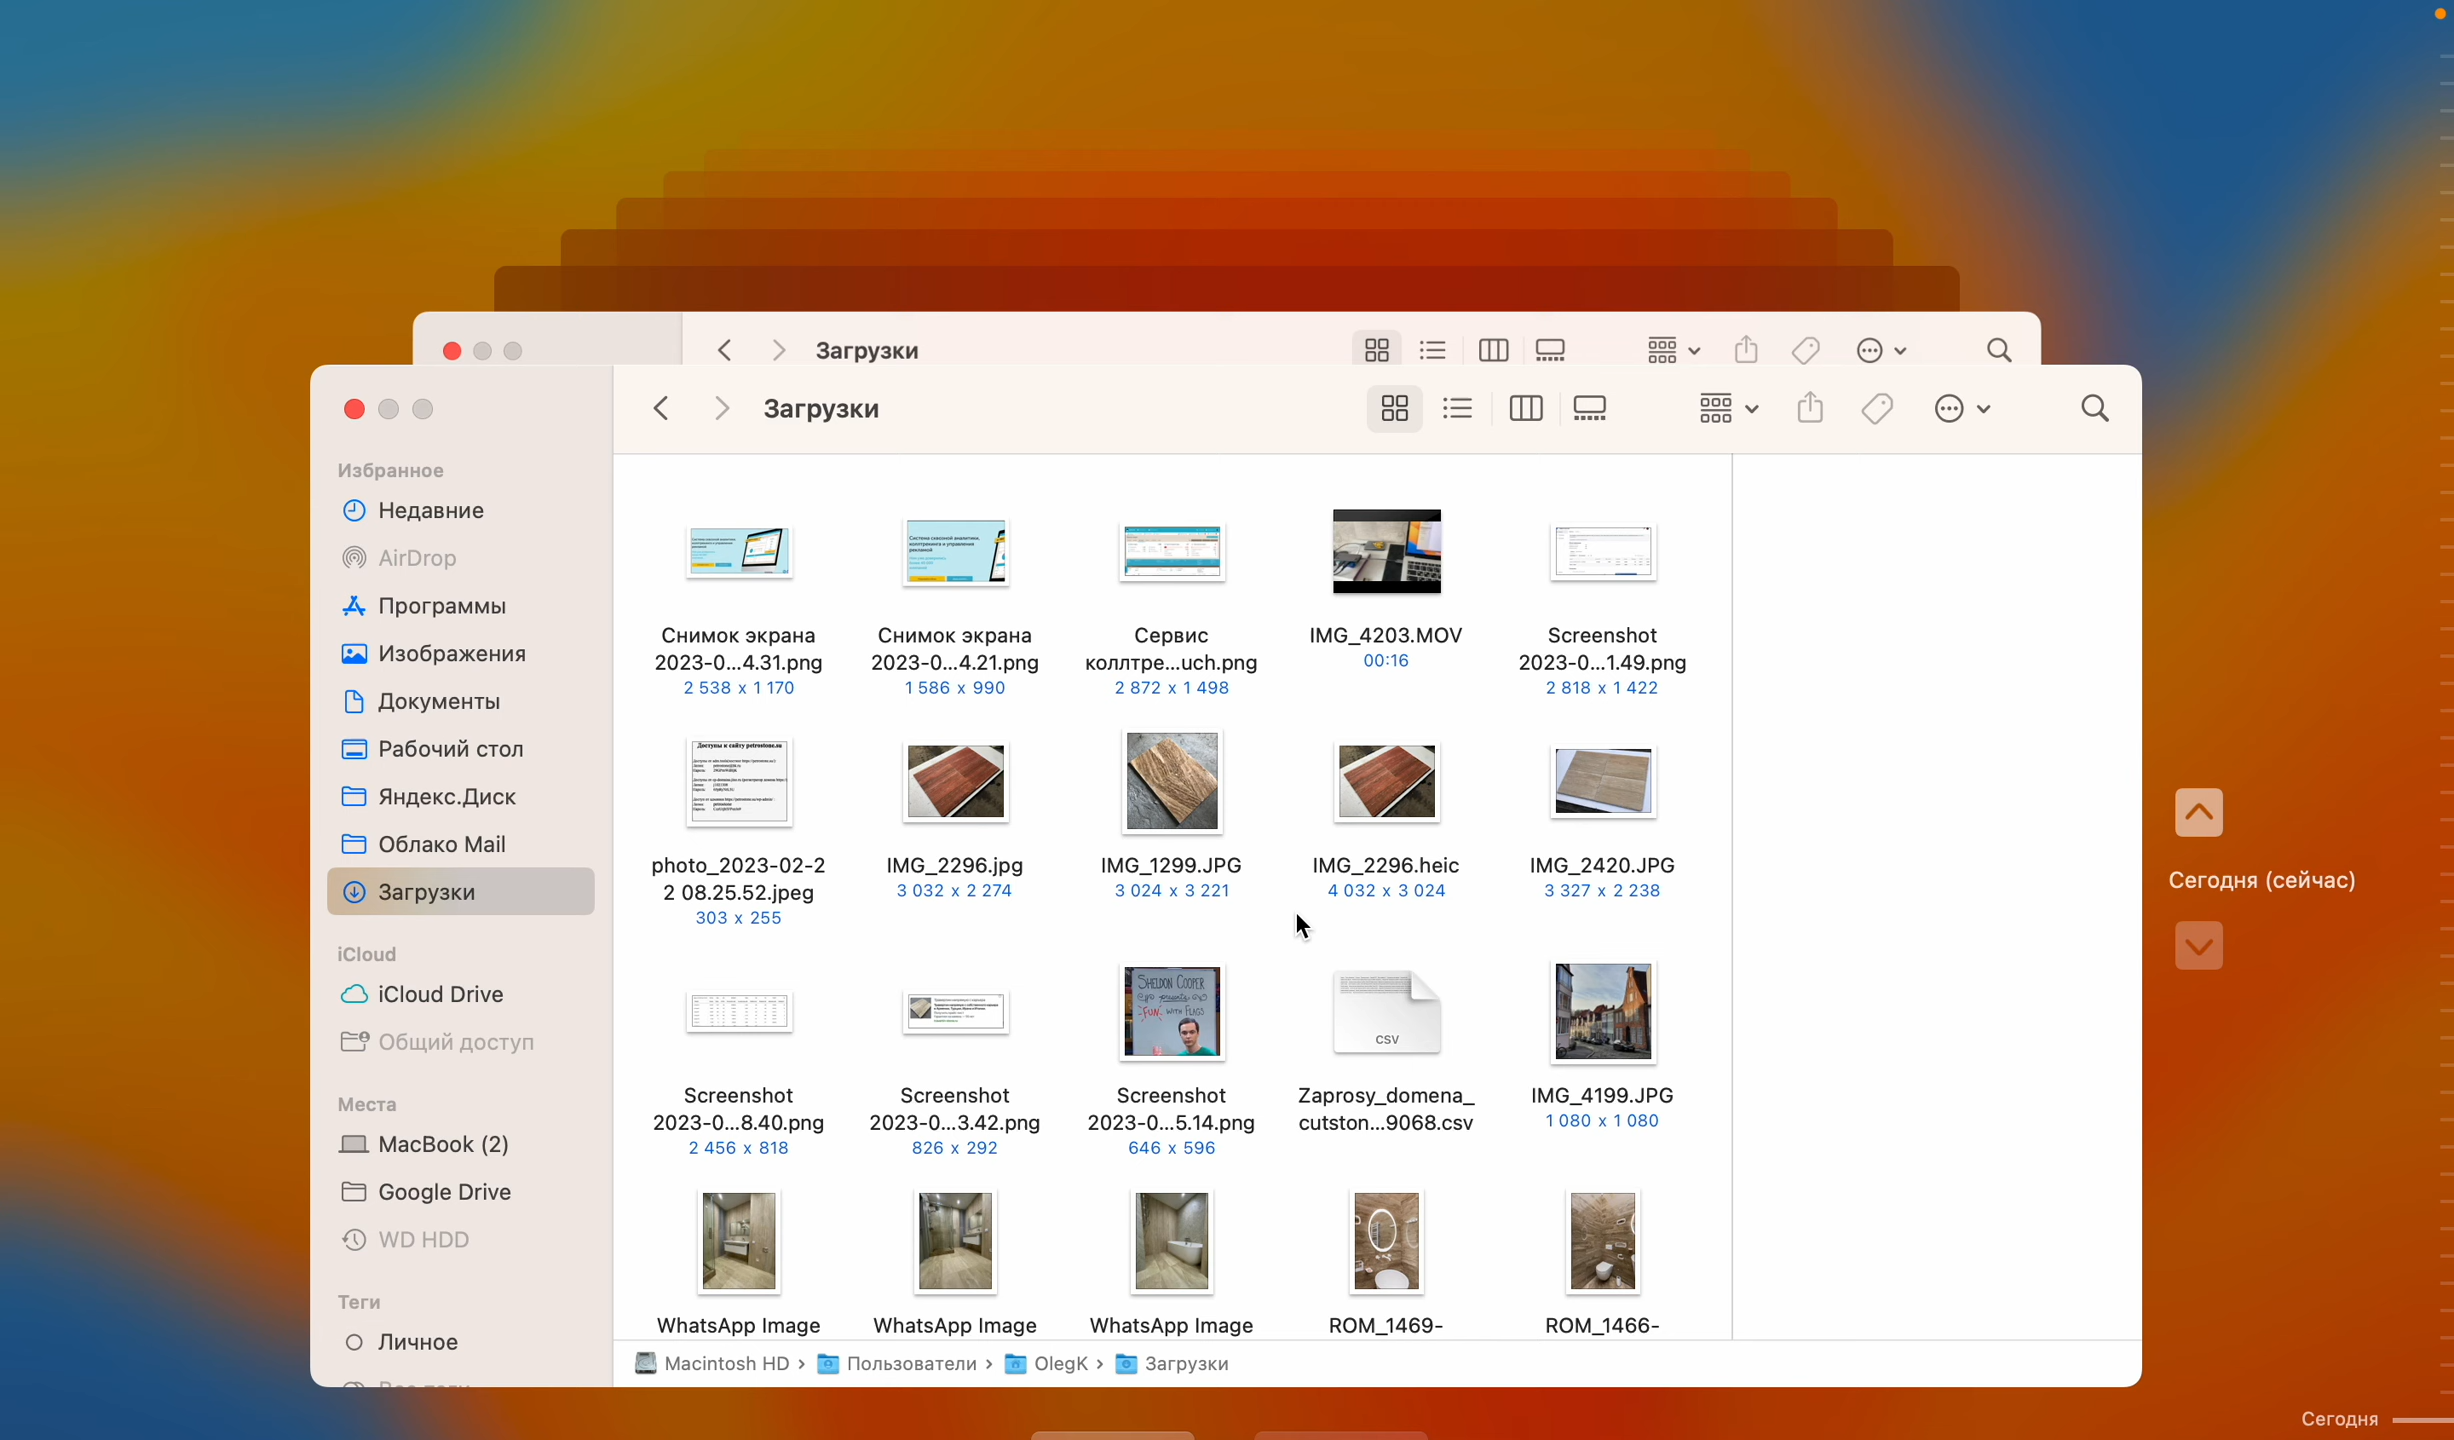 Загрузки
Загрузки
Избранное
Недавние
AirDrop
Программы
Изображения
Документы
Рабочий стол
Яндекс.Диск
Облако Mail
Загрузки
iCloud
iCloud Drive
Общий доступ
Места
MacBook (2)
Google Drive
WD HDD
Теги
Личное
Снимок экрана
2023-0...4.31.png
2 538 x 1 170
Снимок экрана
2023-0...4.21.png
1 586 x 990
Сервис
коллтре...uch.png
2 872 x 1 498
IMG_4203.MOV
00:16
Screenshot
2023-0...1.49.png
2 818 x 1 422
photo_2023-02-2
2 08.25.52.jpeg
303 x 255
IMG_2296.jpg
3 032 x 2 274
IMG_1299.JPG
3 024 x 3 221
IMG_2296.heic
4 032 x 3 024
IMG_2420.JPG
3 327 x 2 238
Screenshot
2023-0...8.40.png
2 456 x 818
Screenshot
2023-0...3.42.png
826 x 292
SHELDON COOPER
presents
FUN WITH FLAGS
Screenshot
2023-0...5.14.png
646 x 596
CSV
Zaprosy_domena_
cutston...9068.csv
IMG_4199.JPG
1 080 x 1 080
WhatsApp Image
WhatsApp Image
WhatsApp Image
ROM_1469-
ROM_1466-
Macintosh HD › Пользователи › OlegK › Загрузки
Сегодня (сейчас)
Сегодня